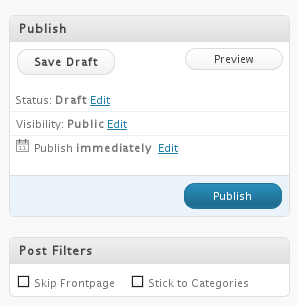 Publish
Save Draft Preview
Status: Draft Edit
Visibility: Public Edit
11 Publish immediately Edit
Publish
Post Filters
Skip Frontpage Stick to Categories